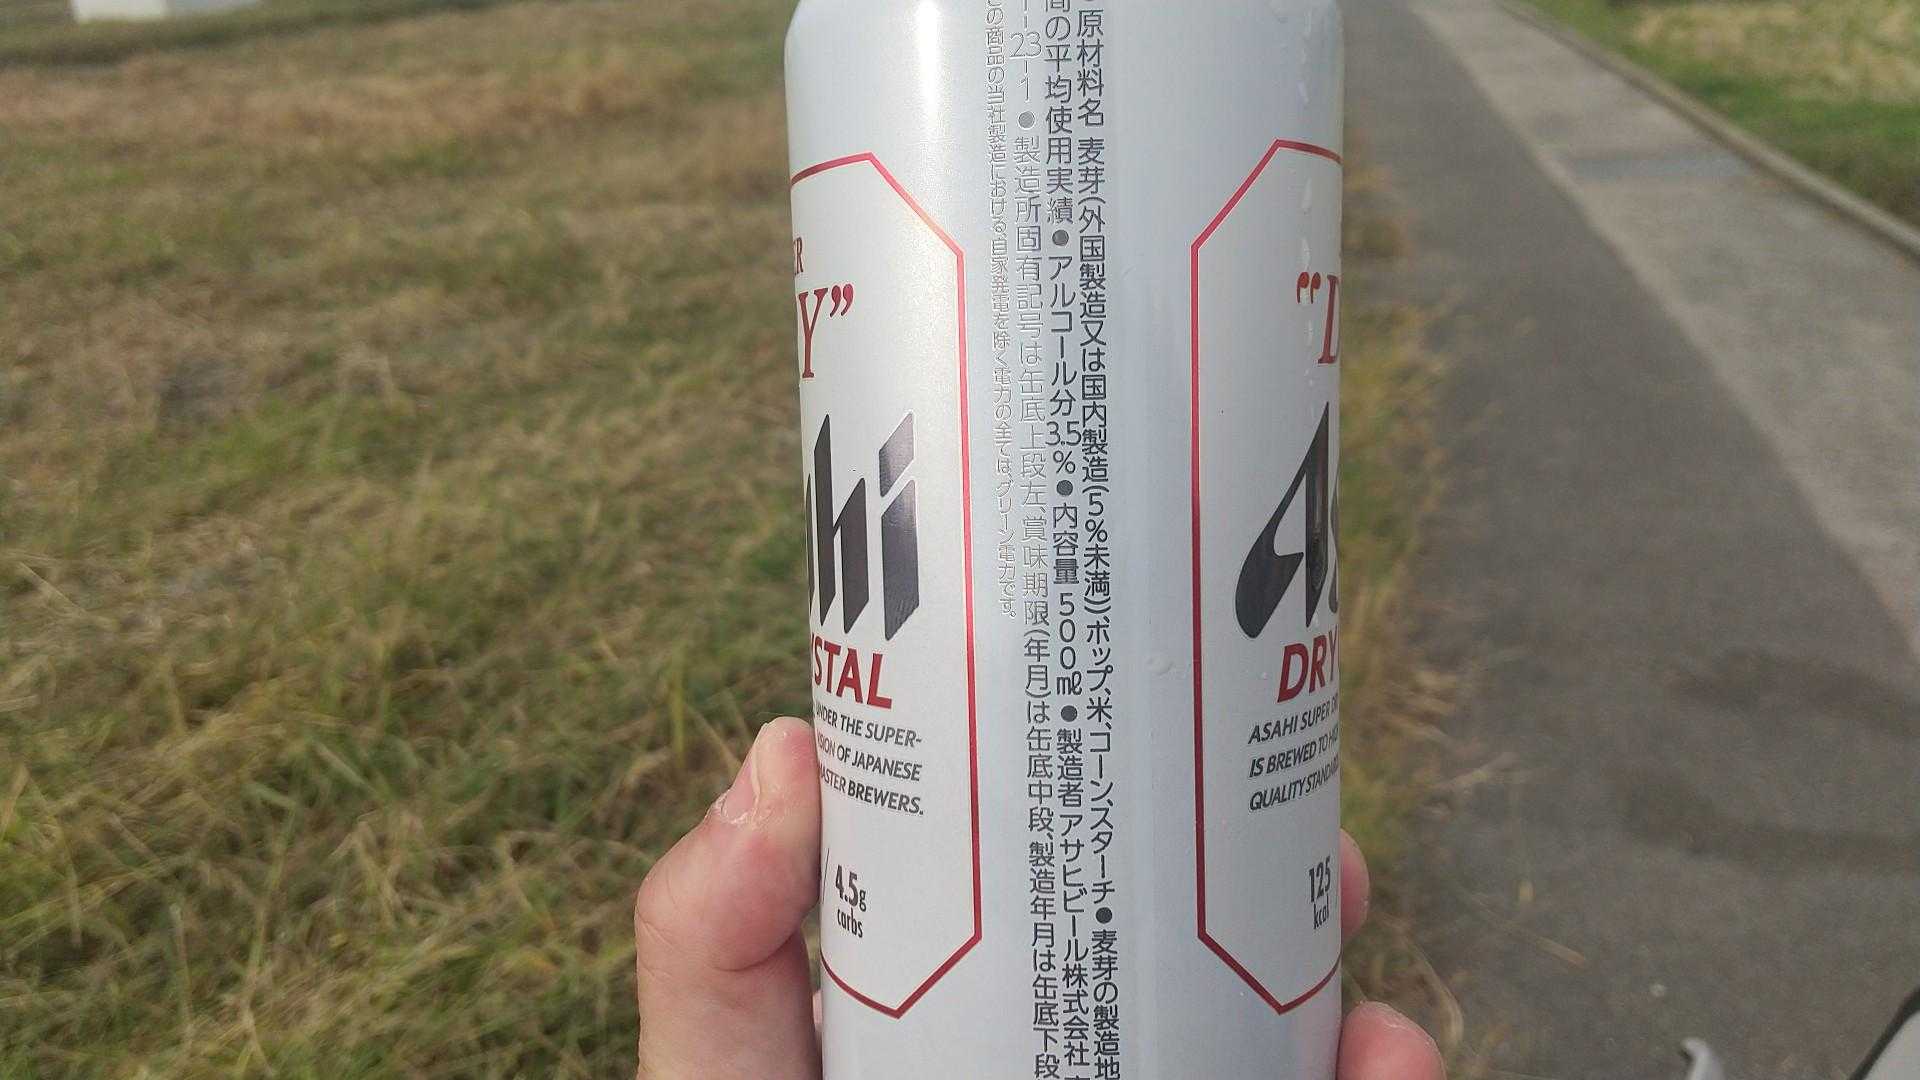 原材料名 麦芽(外国製造又は国内製造(5%未満))、ホップ、米、コーン、スターチ●麦芽の製造地
間の平均使用実績●アルコール分3.5%●内容量 500㎖●製造者 アサヒビール株式会社
-23-1●製造所固有記号は缶底上段左、賞味期限(年月)は缶底中段、製造年月は缶底下段
この商品の当社製造における、自家発電を除く電力の全ては、グリーン電力です。
Y”
hi
STAL
UNDER THE SUPER-
VISION OF JAPANESE
MASTER BREWERS.
4.5g
carbs
“D
As
DRY
ASAHI SUPER
IS BREWED TO
QUALITY
125
kcal